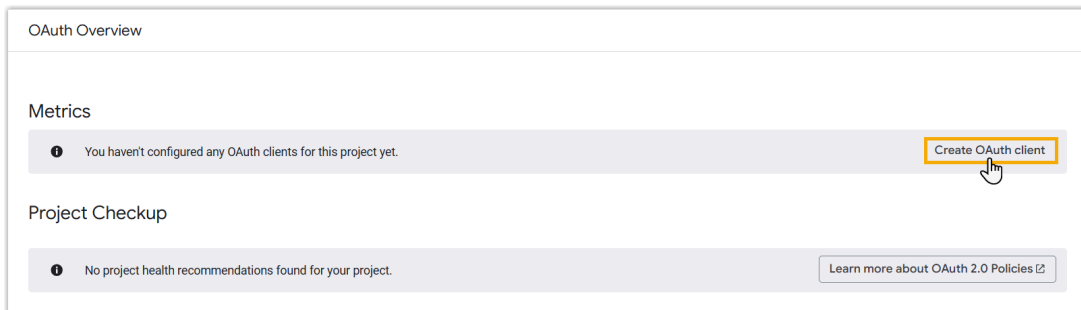 OAuth Overview
Metrics
You haven't configured any OAuth clients for this project yet.
Create OAuth client
Project Checkup
No project health recommendations found for your project.
Learn more about OAuth 2.0 Policies